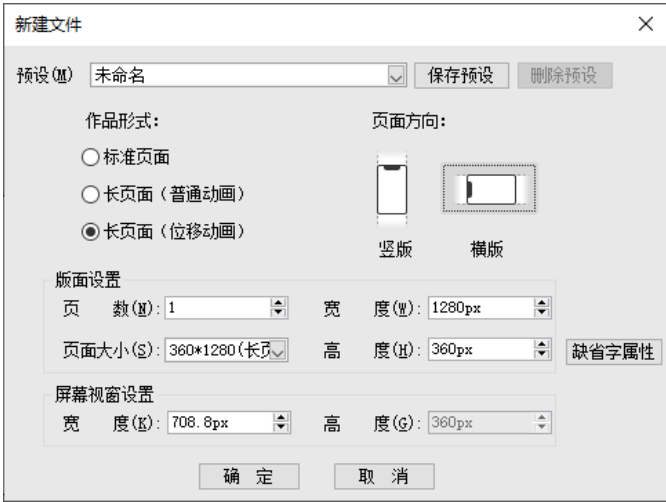 新建文件
预设(M) 未命名 保存预设 删除预设
作品形式: 页面方向:
标准页面
长页面（普通动画）
长页面（位移动画）
竖版 横版
版面设置
页 数(N): 1 宽 度(W): 1280px
页面大小(S): 360*1280(长页 高 度(H): 360px 缺省字属性
屏幕视窗设置
宽 度(K): 708.8px 高 度(G): 360px
确 定 取 消